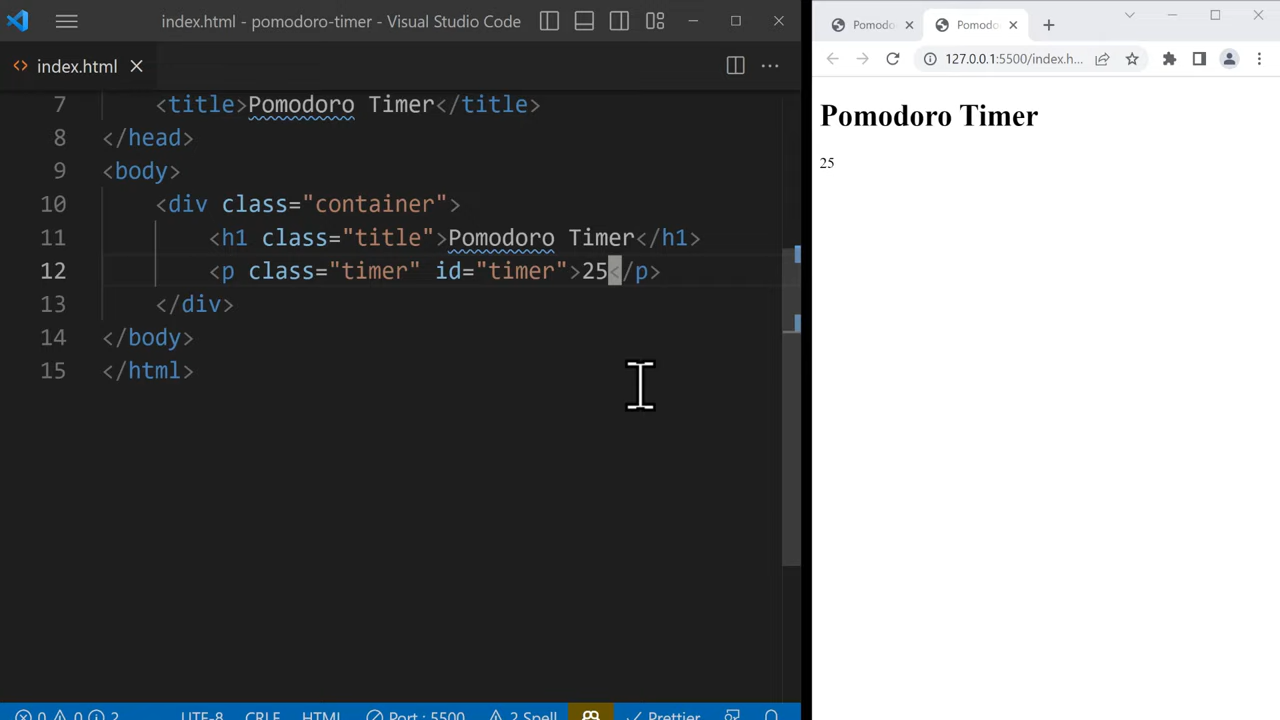 index.html - pomodoro-timer - Visual Studio Code
index.html
7 <title>Pomodoro Timer</title>
8 </head>
9 <body>
10 <div class="container">
11 <h1 class="title">Pomodoro Timer</h1>
12 <p class="timer" id="timer">25</p>
13 </div>
14 </body>
15 </html>
0 0 2 UTF-8 CRLF HTML Port : 5500 2 Spell Prettier
Pomodo
Pomodo
127.0.0.1:5500/index.h...
Pomodoro Timer
25